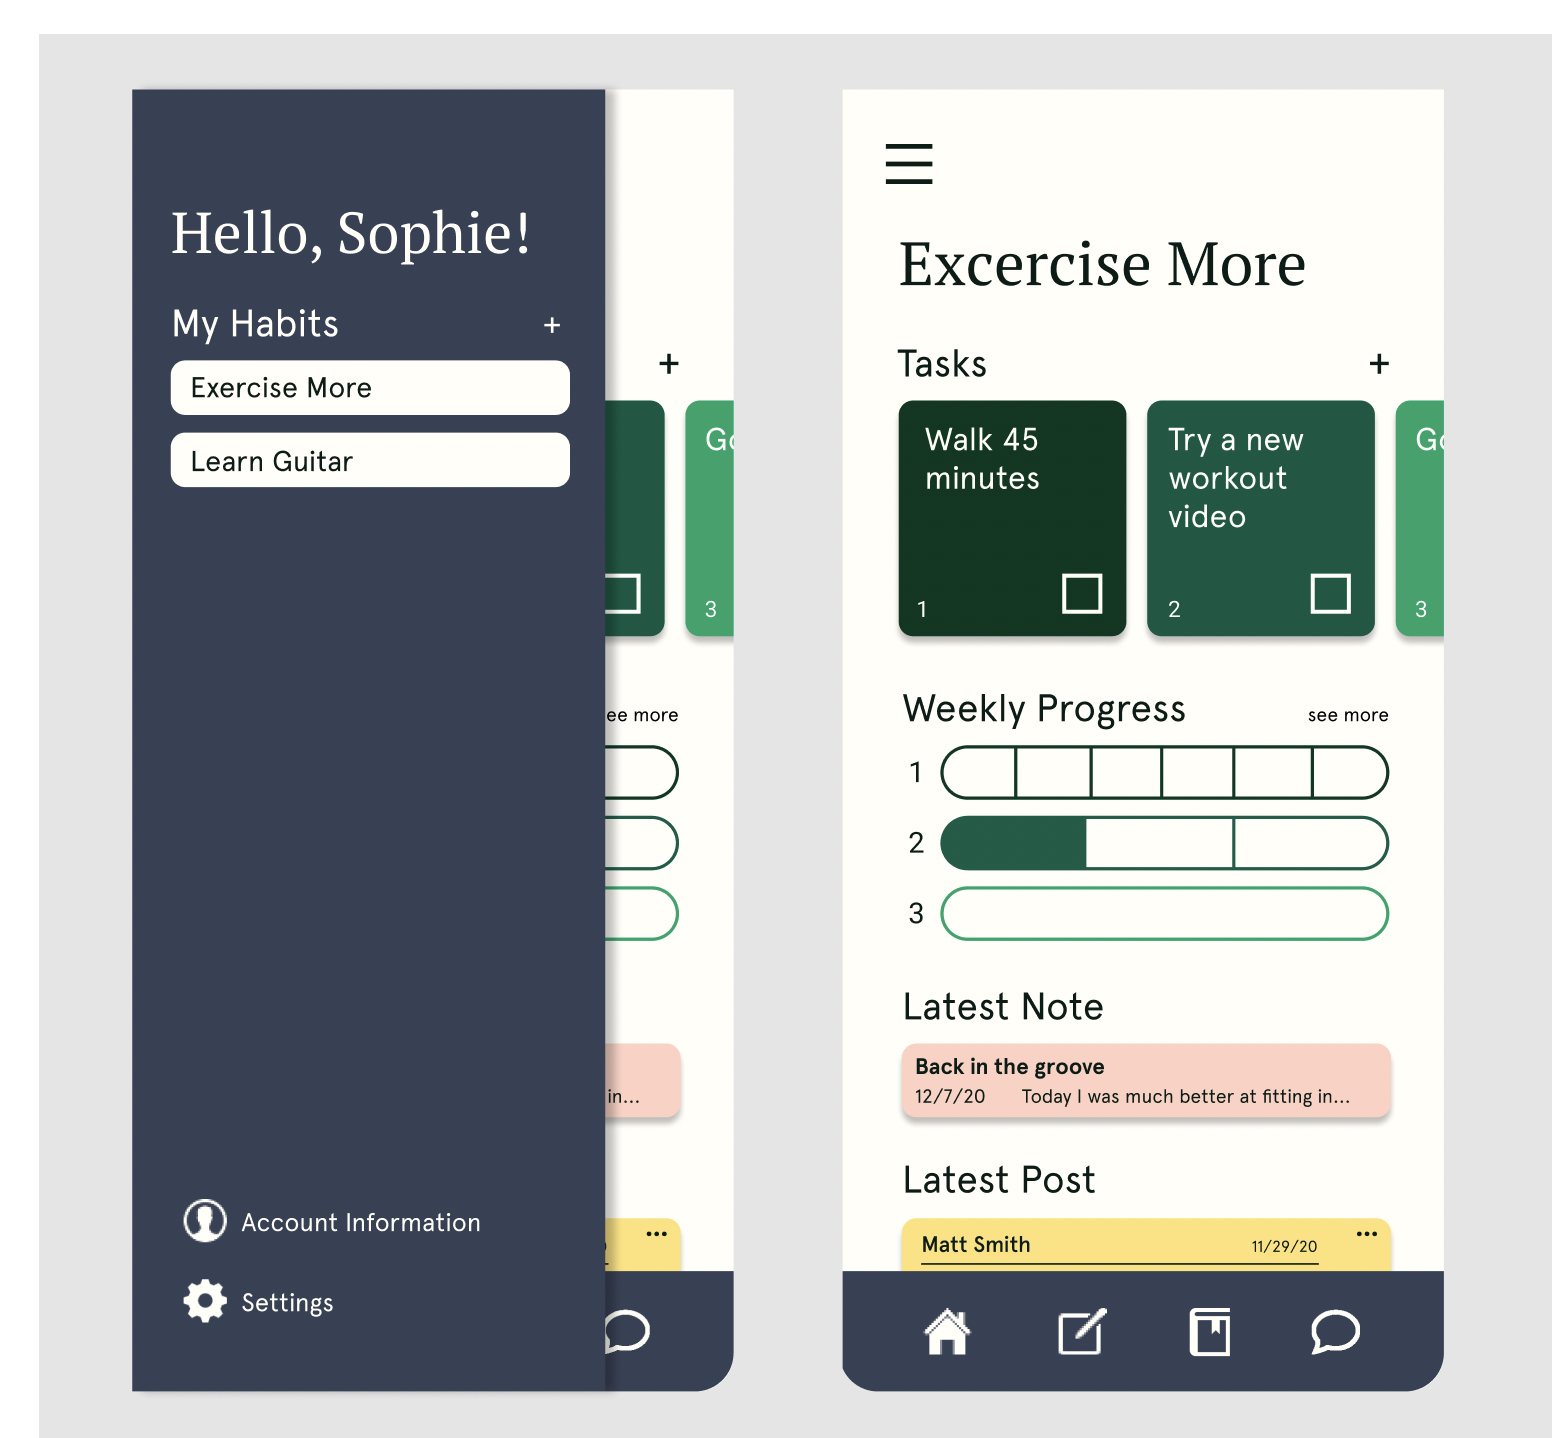 Hello, Sophie!
My Habits +
Exercise More
Learn Guitar
Account Information
Settings
+
Go
3
ee more
in...
Excercise More
Tasks +
Walk 45
minutes
1
Try a new
workout
video
2
Go
3
Weekly Progress see more
1
2
3
Latest Note
Back in the groove
12/7/20 Today I was much better at fitting in...
Latest Post
Matt Smith 11/29/20